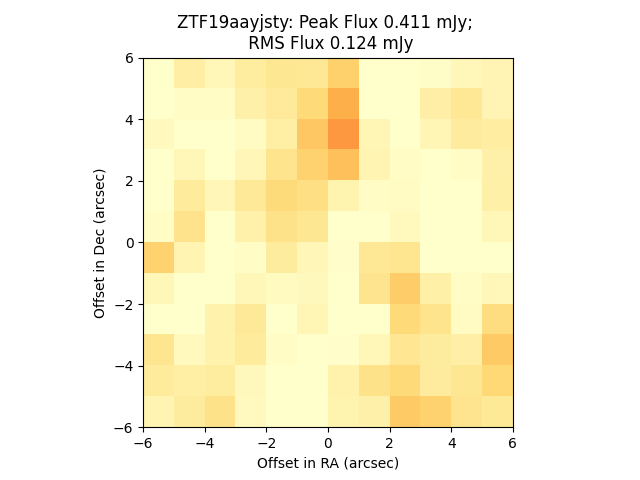 ZTF19aayjsty: Peak Flux 0.411 mJy;
RMS Flux 0.124 mJy
6
4
2
0
−2
−4
−6
Offset in Dec (arcsec)
−6 −4 −2 0 2 4 6
Offset in RA (arcsec)